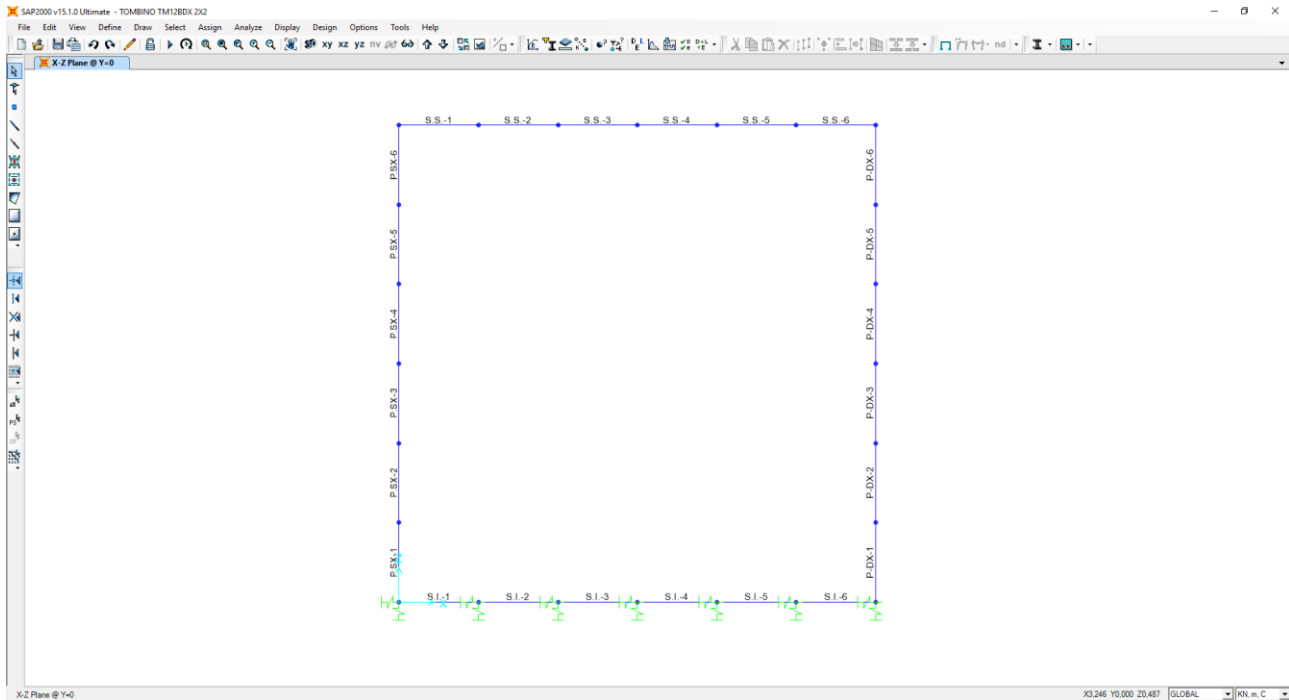 SAP2000 v15.1.0 Ultimate - TOMBINO TM12BDX 2X2
File Edit View Define Draw Select Assign Analyze Display Design Options Tools Help
xy xz yz nv nd
X-Z Plane @ Y=0
S.S.-1 S.S.-2 S.S.-3 S.S.-4 S.S.-5 S.S.-6
P.SX-6 P-DX-6
P.SX-5 P-DX-5
P.SX-4 P-DX-4
P.SX-3 P-DX-3
P.SX-2 P-DX-2
P.SX-1 P-DX-1
S.I.-1 S.I.-2 S.I.-3 S.I.-4 S.I.-5 S.I.-6
X
X-Z Plane @ Y=0 X3,246 Y0,000 Z0,487 GLOBAL KN, m, C